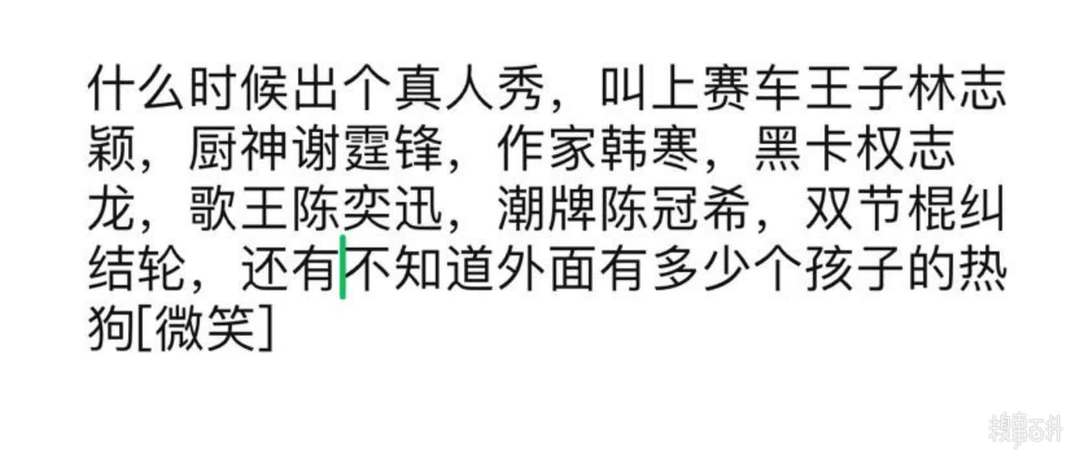 什么时候出个真人秀，叫上赛车王子林志
颖，厨神谢霆锋，作家韩寒，黑卡权志
龙，歌王陈奕迅，潮牌陈冠希，双节棍纠
结轮，还有不知道外面有多少个孩子的热
狗[微笑]
糗事百科